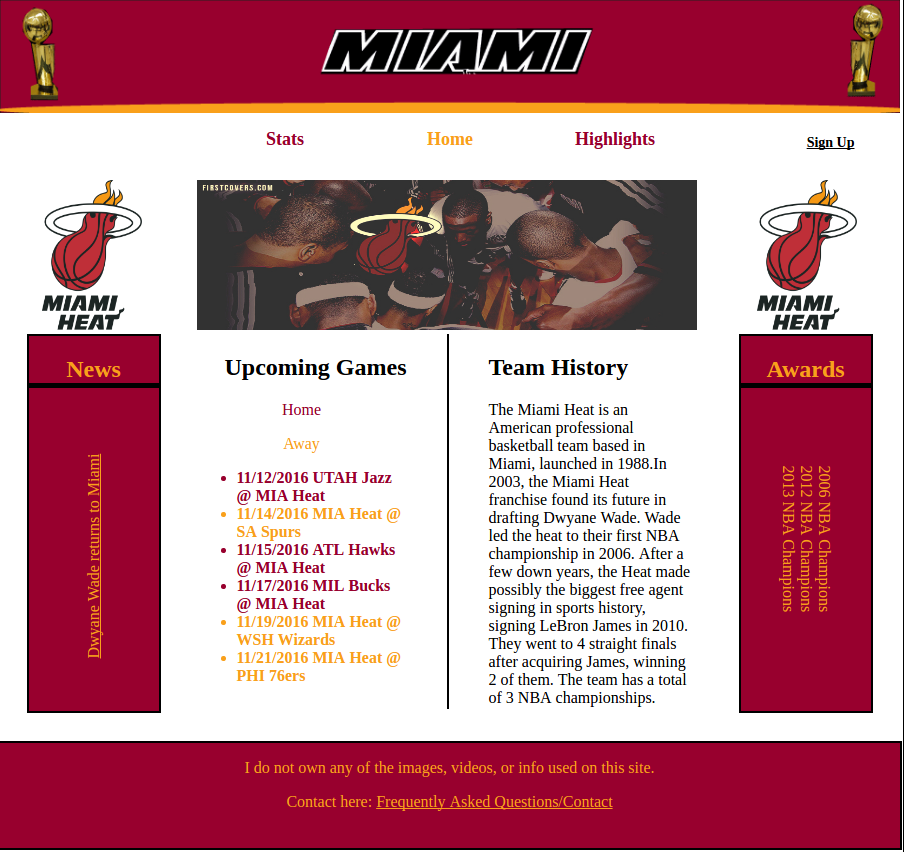 MIAMI
Stats
Home
Highlights
Sign Up
FIRSTCOVERS.COM
MIAMI
HEAT
MIAMI
HEAT
News
Dwyane Wade returns to Miami
Upcoming Games
Home
Away
11/12/2016 UTAH Jazz
@ MIA Heat
11/14/2016 MIA Heat @
SA Spurs
11/15/2016 ATL Hawks
@ MIA Heat
11/17/2016 MIL Bucks
@ MIA Heat
11/19/2016 MIA Heat @
WSH Wizards
11/21/2016 MIA Heat @
PHI 76ers
Team History
The Miami Heat is an
American professional
basketball team based in
Miami, launched in 1988.In
2003, the Miami Heat
franchise found its future in
drafting Dwyane Wade. Wade
led the heat to their first NBA
championship in 2006. After a
few down years, the Heat made
possibly the biggest free agent
signing in sports history,
signing LeBron James in 2010.
They went to 4 straight finals
after acquiring James, winning
2 of them. The team has a total
of 3 NBA championships.
Awards
2006 NBA Champions
2012 NBA Champions
2013 NBA Champions
I do not own any of the images, videos, or info used on this site.
Contact here: Frequently Asked Questions/Contact